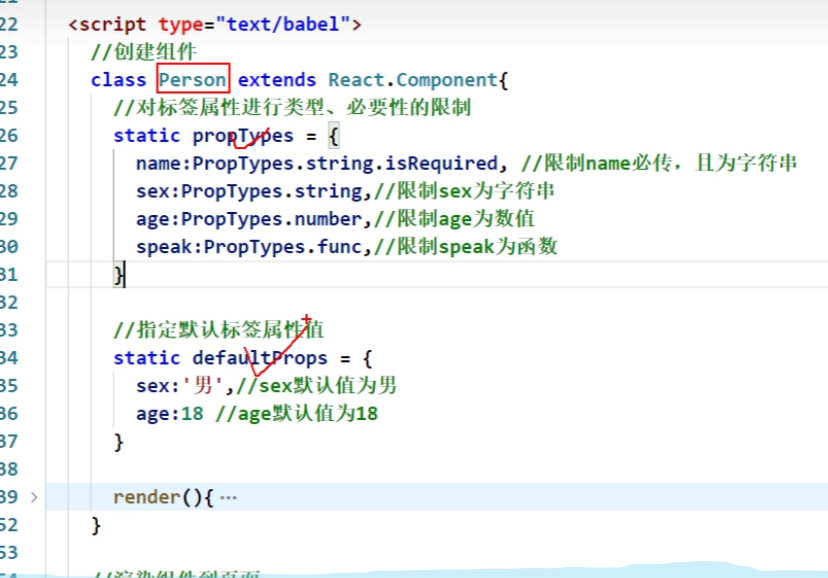 22 <script type="text/babel">
23 //创建组件
24 class Person extends React.Component{
25 //对标签属性进行类型、必要性的限制
26 static propTypes = {
27 name:PropTypes.string.isRequired, //限制name必传，且为字符串
28 sex:PropTypes.string,//限制sex为字符串
29 age:PropTypes.number,//限制age为数值
30 speak:PropTypes.func,//限制speak为函数
31 }
32
33 //指定默认标签属性值
34 static defaultProps = {
35 sex:'男',//sex默认值为男
36 age:18 //age默认值为18
37 }
38
39 render(){ ···
52 }
53
//渲染组件到页面